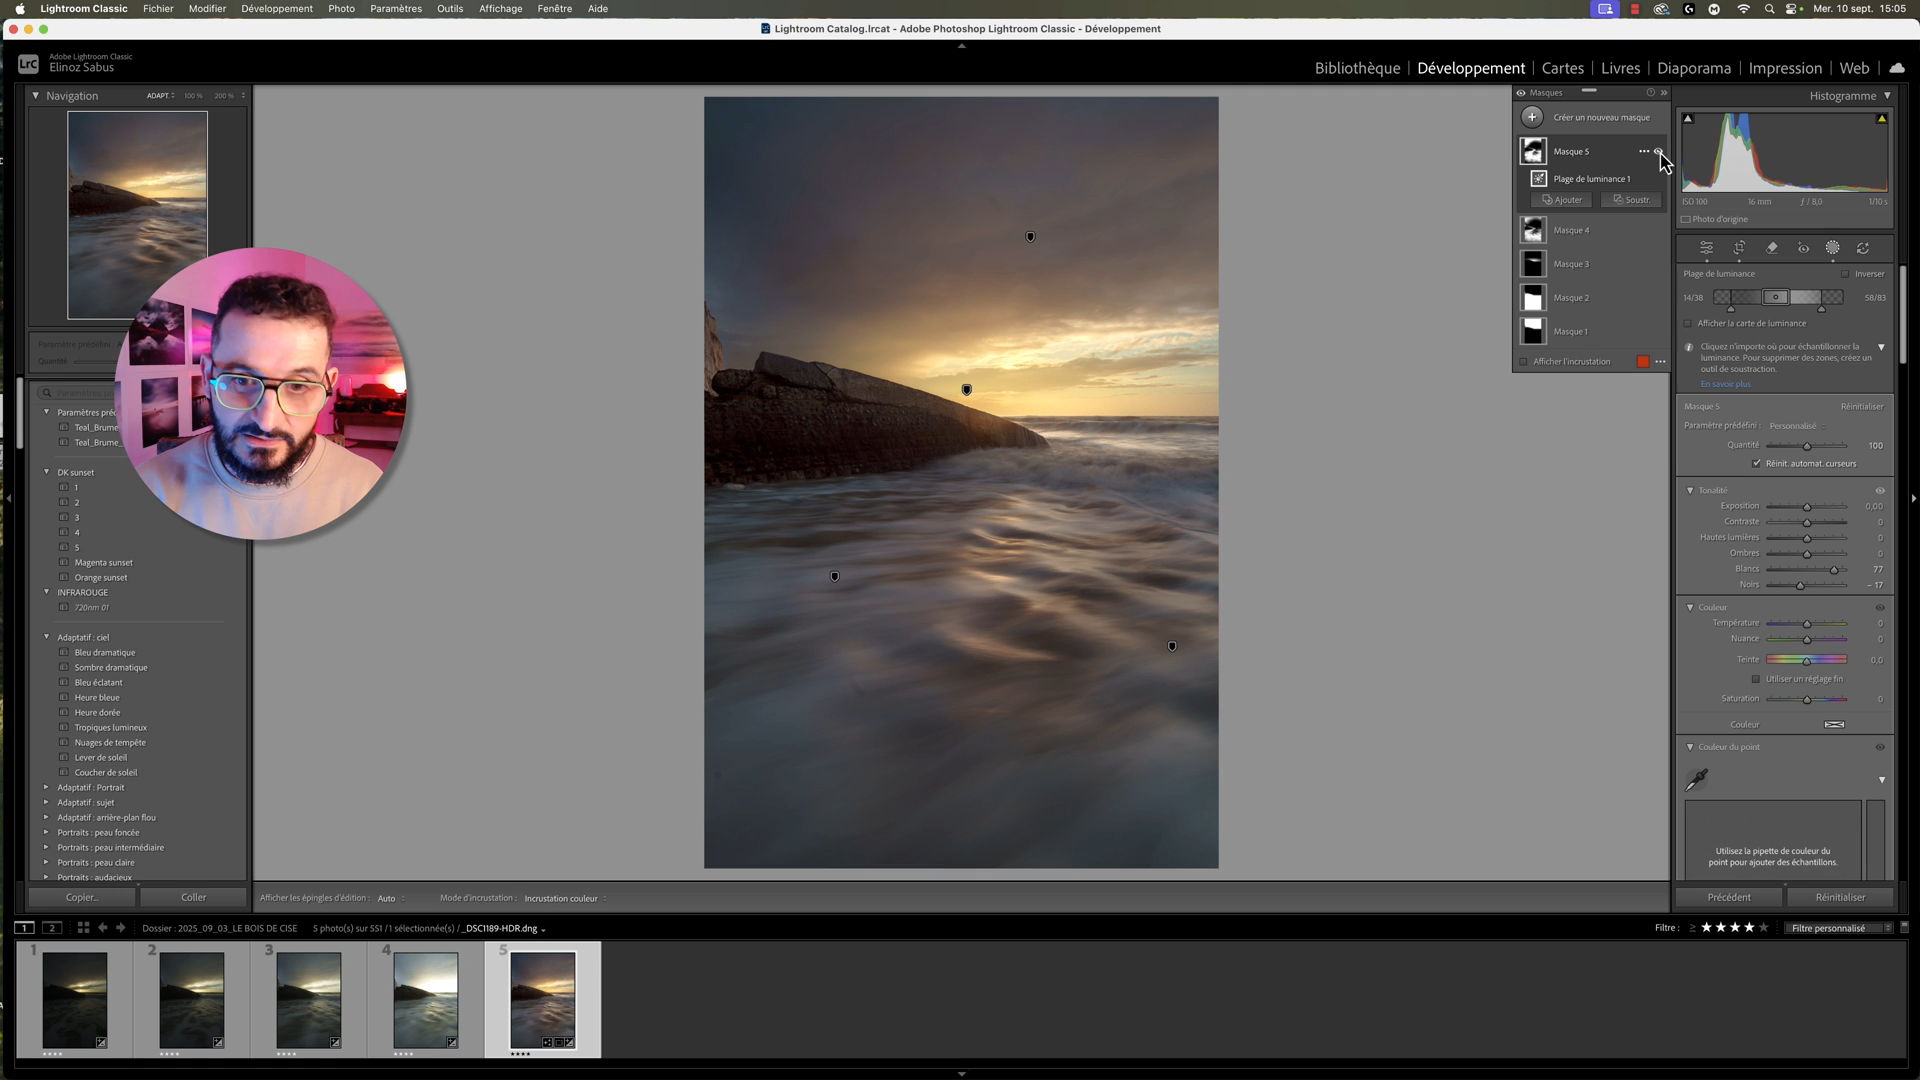 Lightroom Classic Fichier Modifier Développement Photo Paramètres Outils Affichage Fenêtre Aide Mer. 10 sept. 15:05
Lightroom Catalog.lrcat - Adobe Photoshop Lightroom Classic - Développement
LrC
Adobe Lightroom Classic
Elinoz Sabus
Bibliothèque | Développement | Cartes | Livres | Diaporama | Impression | Web
Navigation ADAPT. 100 % 200 %
Quantité
Paramètres préc
Teal_Brume_
Teal_Brume_
DK sunset
1
2
3
4
5
Magenta sunset
Orange sunset
INFRAROUGE
720nm 01
Adaptatif : ciel
Bleu dramatique
Sombre dramatique
Bleu éclatant
Heure bleue
Heure dorée
Tropiques lumineux
Nuages de tempête
Lever de soleil
Coucher de soleil
Adaptatif : Portrait
Adaptatif : sujet
Adaptatif : arrière-plan flou
Portraits : peau foncée
Portraits : peau intermédiaire
Portraits : peau claire
Portraits : audacieux
Copier... Coller
Masques
Créer un nouveau masque
Masque 5
Plage de luminance 1
Ajouter Soustr.
Masque 4
Masque 3
Masque 2
Masque 1
Afficher l'incrustation
Histogramme
ISO 100 16 mm ƒ / 8,0 1/10 s
Photo d'origine
Plage de luminance Inverser
14/38 58/83
Afficher la carte de luminance
Cliquez n'importe où pour échantillonner la
luminance. Pour supprimer des zones, créez un
outil de soustraction.
En savoir plus
Masque 5 Réinitialiser
Paramètre prédéfini : Personnalisé
Quantité 100
Réinit. automat. curseurs
Tonalité
Exposition 0,00
Contraste 0
Hautes lumières 0
Ombres 0
Blancs 77
Noirs - 17
Couleur
Température 0
Nuance 0
Teinte 0,0
Utiliser un réglage fin
Saturation 0
Couleur
Couleur du point
Utilisez la pipette de couleur du
point pour ajouter des échantillons.
Précédent Réinitialiser
Afficher les épingles d'édition : Auto Mode d'incrustation : Incrustation couleur
1 2 Dossier : 2025_09_03_LE BOIS DE CISE 5 photo(s) sur 551 /1 sélectionnée(s) /_DSC1189-HDR.dng Filtre : ≥ ★★★★★ Filtre personnalisé
1 2 3 4 5